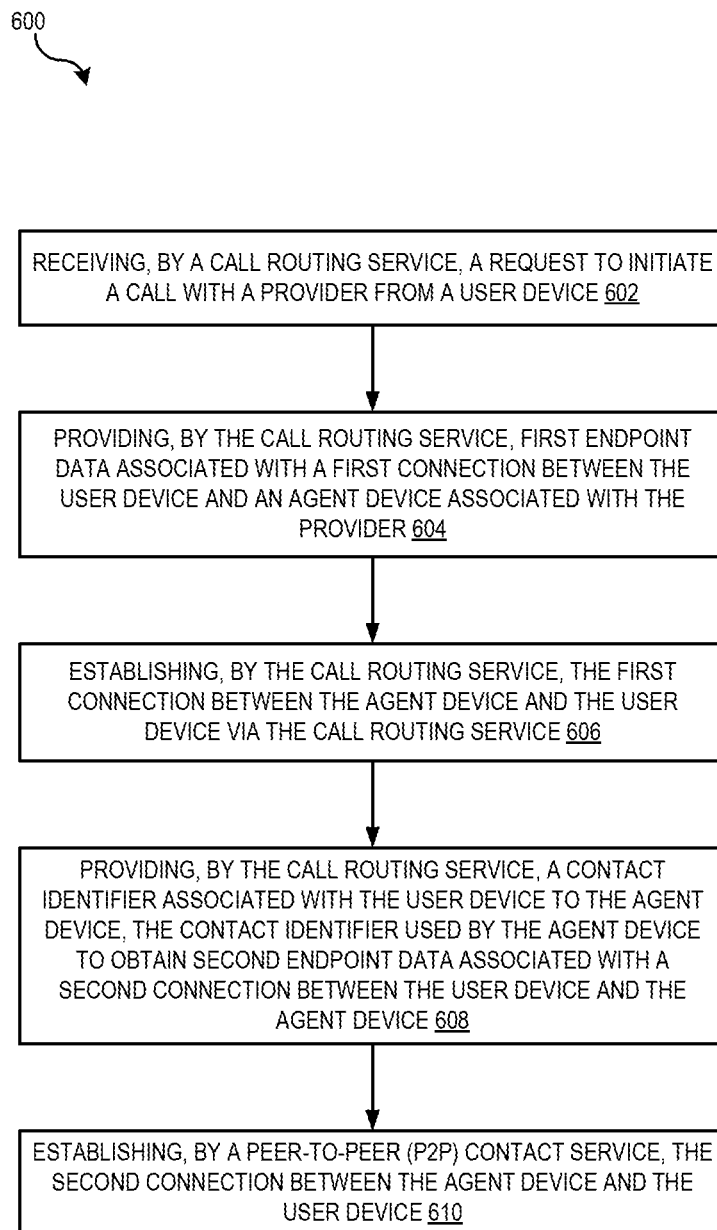 600
RECEIVING, BY A CALL ROUTING SERVICE, A REQUEST TO INITIATE
A CALL WITH A PROVIDER FROM A USER DEVICE 602
PROVIDING, BY THE CALL ROUTING SERVICE, FIRST ENDPOINT
DATA ASSOCIATED WITH A FIRST CONNECTION BETWEEN THE
USER DEVICE AND AN AGENT DEVICE ASSOCIATED WITH THE
PROVIDER 604
ESTABLISHING, BY THE CALL ROUTING SERVICE, THE FIRST
CONNECTION BETWEEN THE AGENT DEVICE AND THE USER
DEVICE VIA THE CALL ROUTING SERVICE 606
PROVIDING, BY THE CALL ROUTING SERVICE, A CONTACT
IDENTIFIER ASSOCIATED WITH THE USER DEVICE TO THE AGENT
DEVICE, THE CONTACT IDENTIFIER USED BY THE AGENT DEVICE
TO OBTAIN SECOND ENDPOINT DATA ASSOCIATED WITH A
SECOND CONNECTION BETWEEN THE USER DEVICE AND THE
AGENT DEVICE 608
ESTABLISHING, BY A PEER-TO-PEER (P2P) CONTACT SERVICE, THE
SECOND CONNECTION BETWEEN THE AGENT DEVICE AND THE
USER DEVICE 610